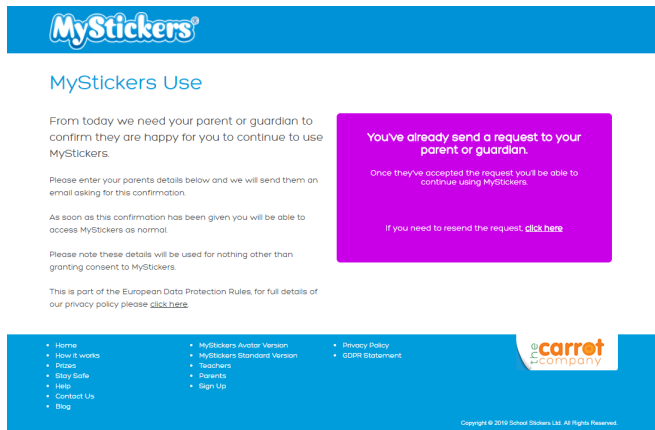 MyStickers®
MyStickers Use
From today we need your parent or guardian to
confirm they are happy for you to continue to use
MyStickers.
Please enter your parents details below and we will send them an
email asking for this confirmation.
As soon as this confirmation has been given you will be able to
access MyStickers as normal.
Please note these details will be used for nothing other than
granting consent to MyStickers.
This is part of the European Data Protection Rules, for full details of
our privacy policy please click here.
You've already send a request to your
parent or guardian.
Once they've accepted the request you'll be able to
continue using MyStickers.
If you need to resend the request, click here
Home
How it works
Prizes
Stay Safe
Help
Contact Us
Blog
MyStickers Avatar Version
MyStickers Standard Version
Teachers
Parents
Sign Up
Privacy Policy
GDPR Statement
the carrot
company
Copyright © 2019 School Stickers Ltd. All Rights Reserved.